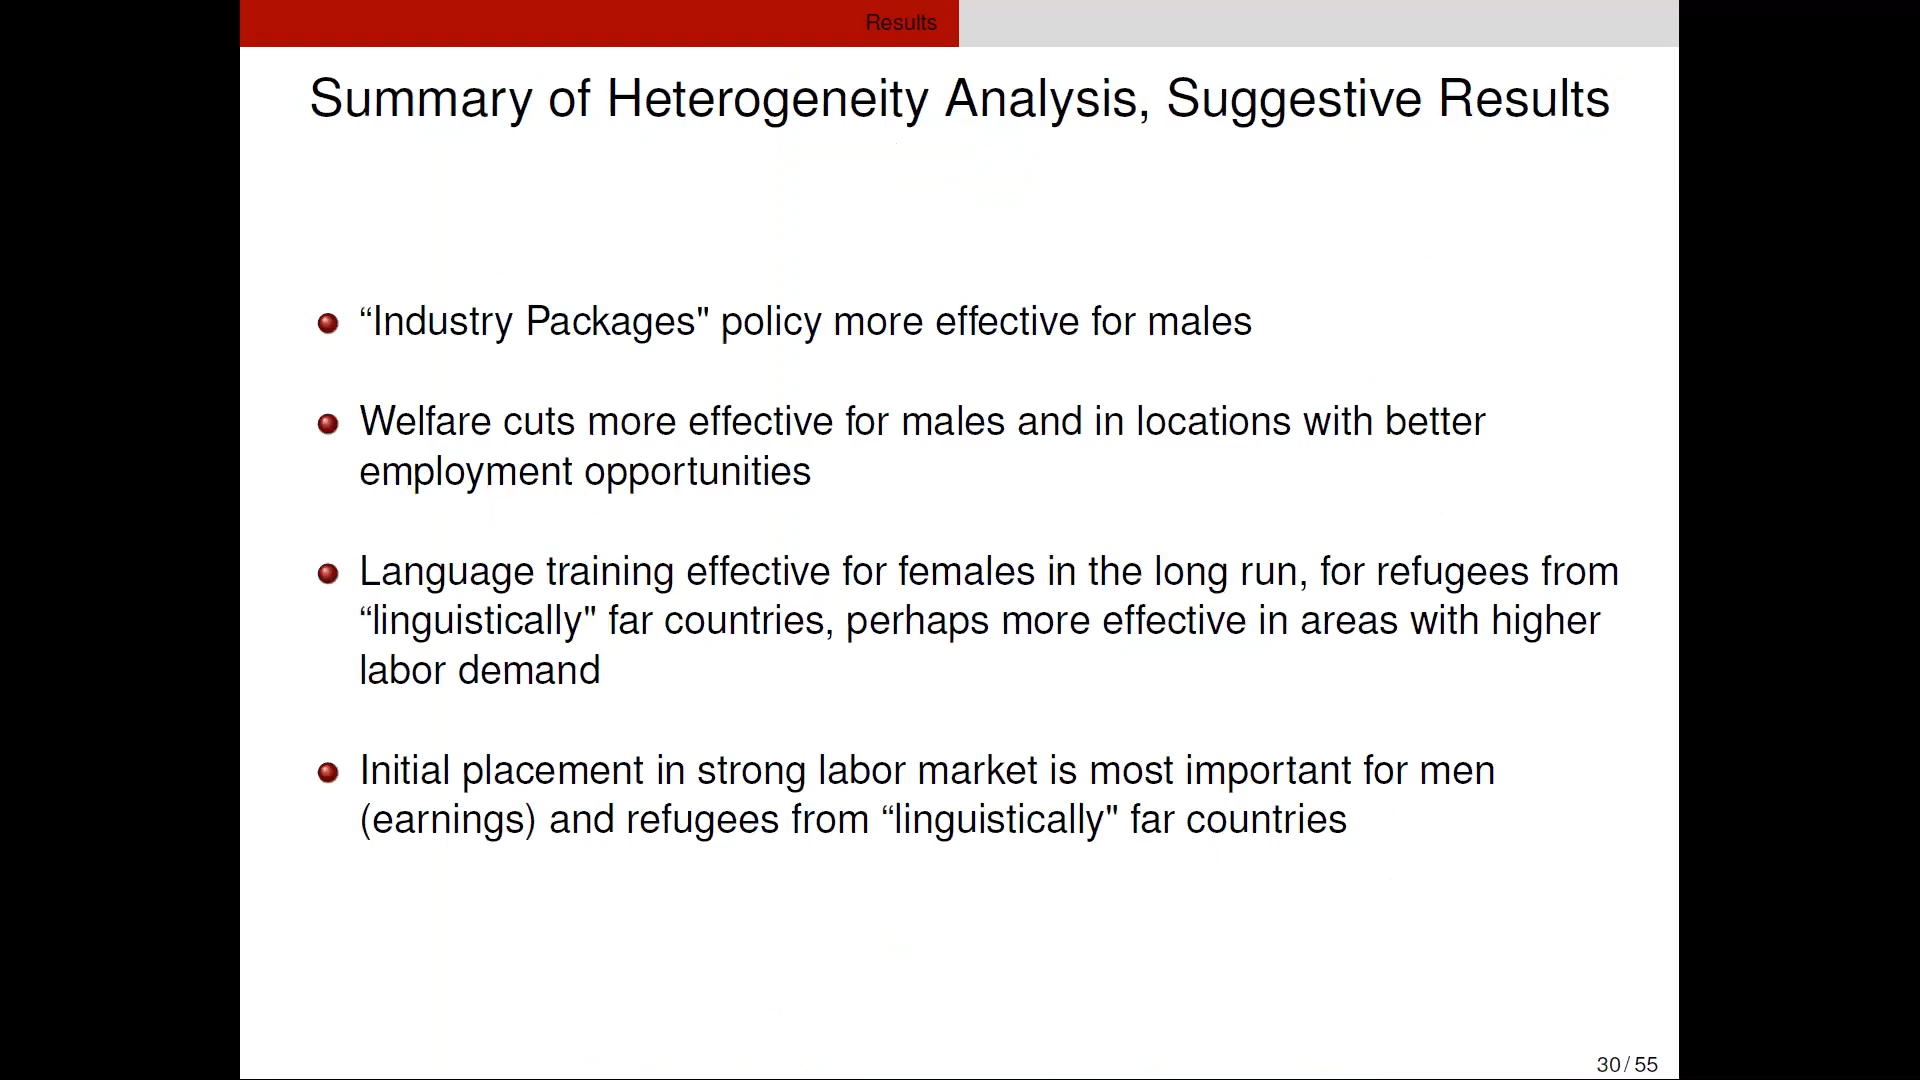 Results
Summary of Heterogeneity Analysis, Suggestive Results
“Industry Packages" policy more effective for males
Welfare cuts more effective for males and in locations with better
employment opportunities
Language training effective for females in the long run, for refugees from
“linguistically" far countries, perhaps more effective in areas with higher
labor demand
Initial placement in strong labor market is most important for men
(earnings) and refugees from “linguistically" far countries
30 / 55